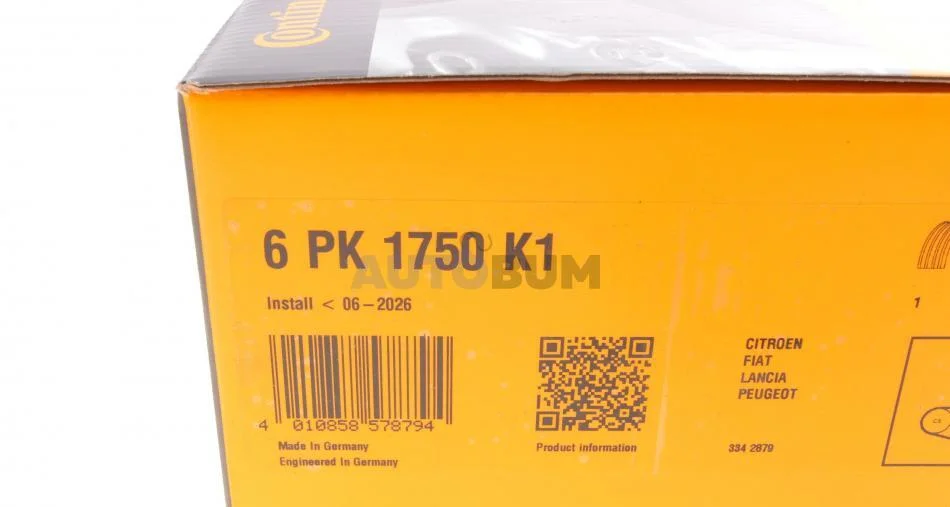 Contin
6 PK 1750 K1
AUTOBUM
Install < 06-2026
4 010858 578794
Made In Germany
Engineered In Germany
Product information
CITROEN
FIAT
LANCIA
PEUGEOT
334 2879
1